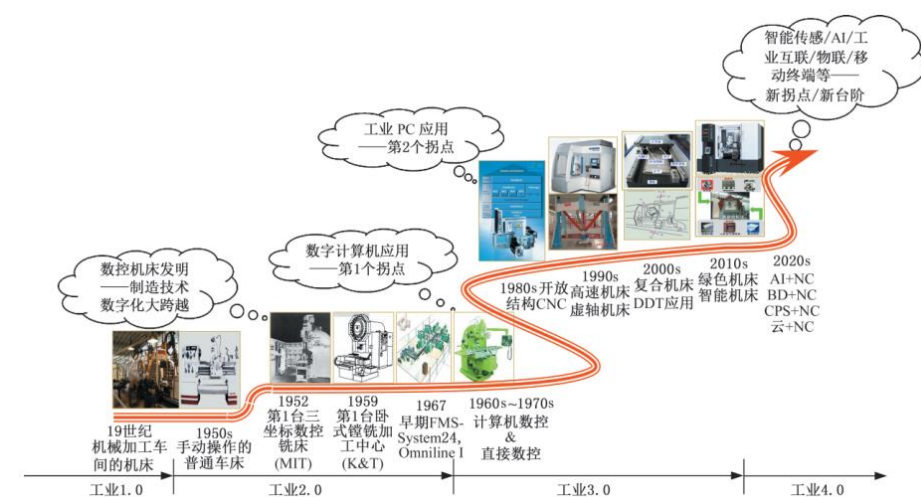 智能传感/AI/工
业互联/物联/移
动终端等——
新拐点/新台阶
工业 PC 应用
——第2个拐点
数字计算机应用
——第1个拐点
数控机床发明
——制造技术
数字化大跨越
19世纪
机械加工车
间的机床
1950s
手动操作的
普通车床
1952
第1台三
坐标数控
铣床
(MIT)
1959
第1台卧
式镗铣加
工中心
(K&T)
1967
早期FMS-
System24,
Omniline I
1960s~1970s
计算机数控
&
直接数控
1980s开放
结构CNC
1990s
高速机床
虚轴机床
2000s
复合机床
DDT应用
2010s
绿色机床
智能机床
2020s
AI+NC
BD+NC
CPS+NC
云+NC
工业1.0
工业2.0
工业3.0
工业4.0